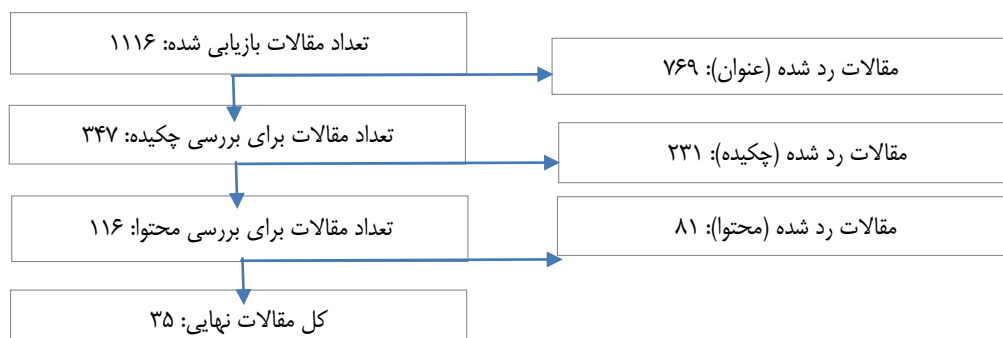 تعداد مقالات بازیابی شده: ۱۱۱۶
مقالات رد شده (عنوان): ۷۶۹
تعداد مقالات برای بررسی چکیده: ۳۴۷
مقالات رد شده (چکیده): ۲۳۱
تعداد مقالات برای بررسی محتوا: ۱۱۶
مقالات رد شده (محتوا): ۸۱
کل مقالات نهایی: ۳۵